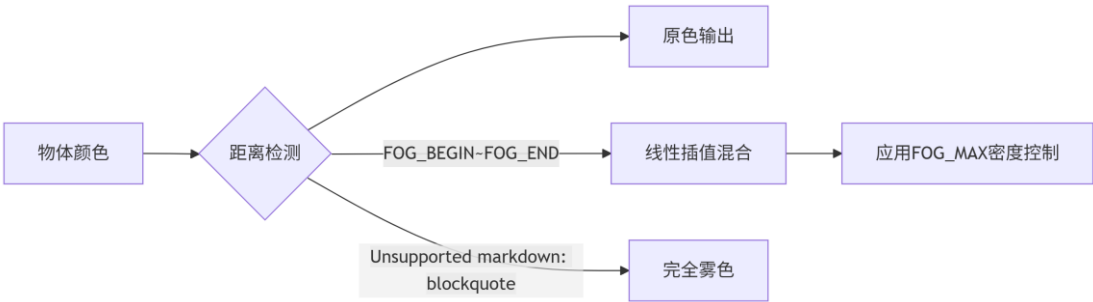 原色输出
物体颜色
距离检测
FOG_BEGIN~FOG_END
线性插值混合
应用FOG_MAX密度控制
Unsupported markdown:
blockquote
完全雾色